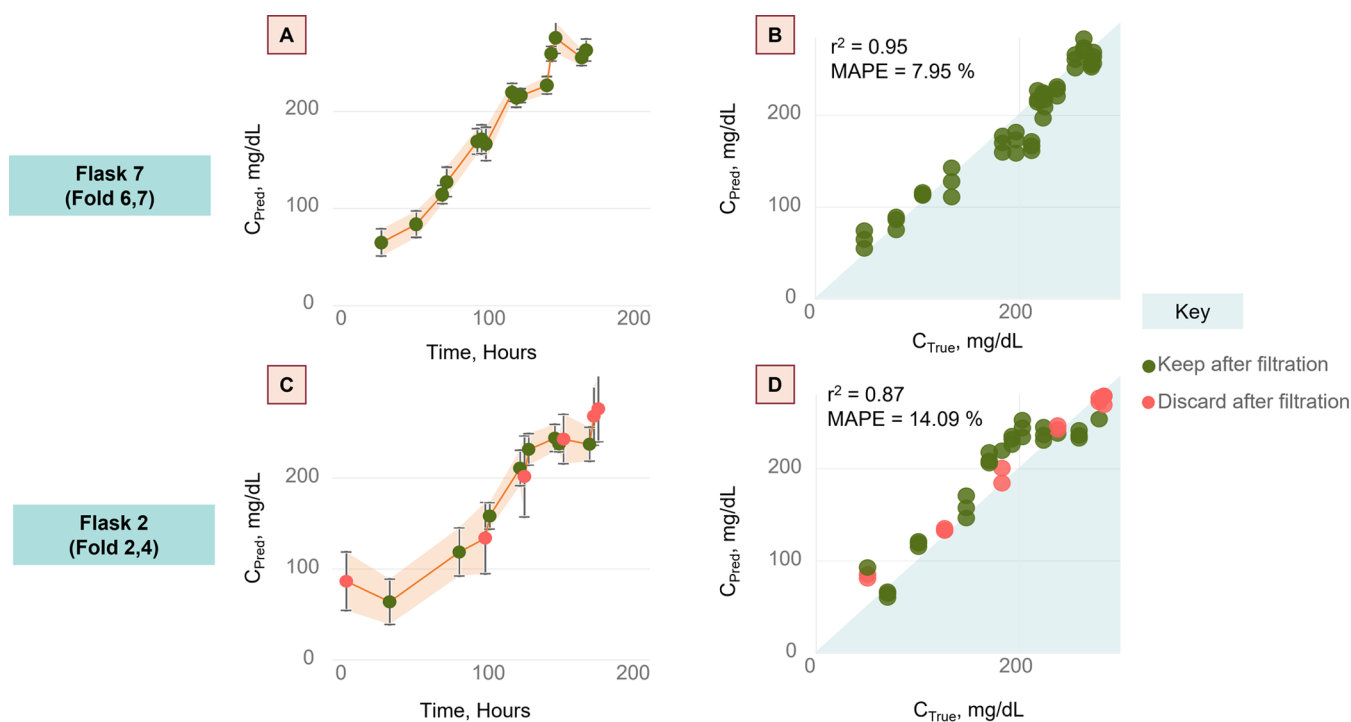 Flask 7
(Fold 6,7)
A
C_Pred, mg/dL
200
100
0
0
100
200
Time, Hours
B
r² = 0.95
MAPE = 7.95 %
C_Pred, mg/dL
200
100
0
0
200
C_True, mg/dL
Key
Keep after filtration
Discard after filtration
Flask 2
(Fold 2,4)
C
C_Pred, mg/dL
200
100
0
0
100
200
Time, Hours
D
r² = 0.87
MAPE = 14.09 %
C_Pred, mg/dL
200
100
0
0
200
C_True, mg/dL